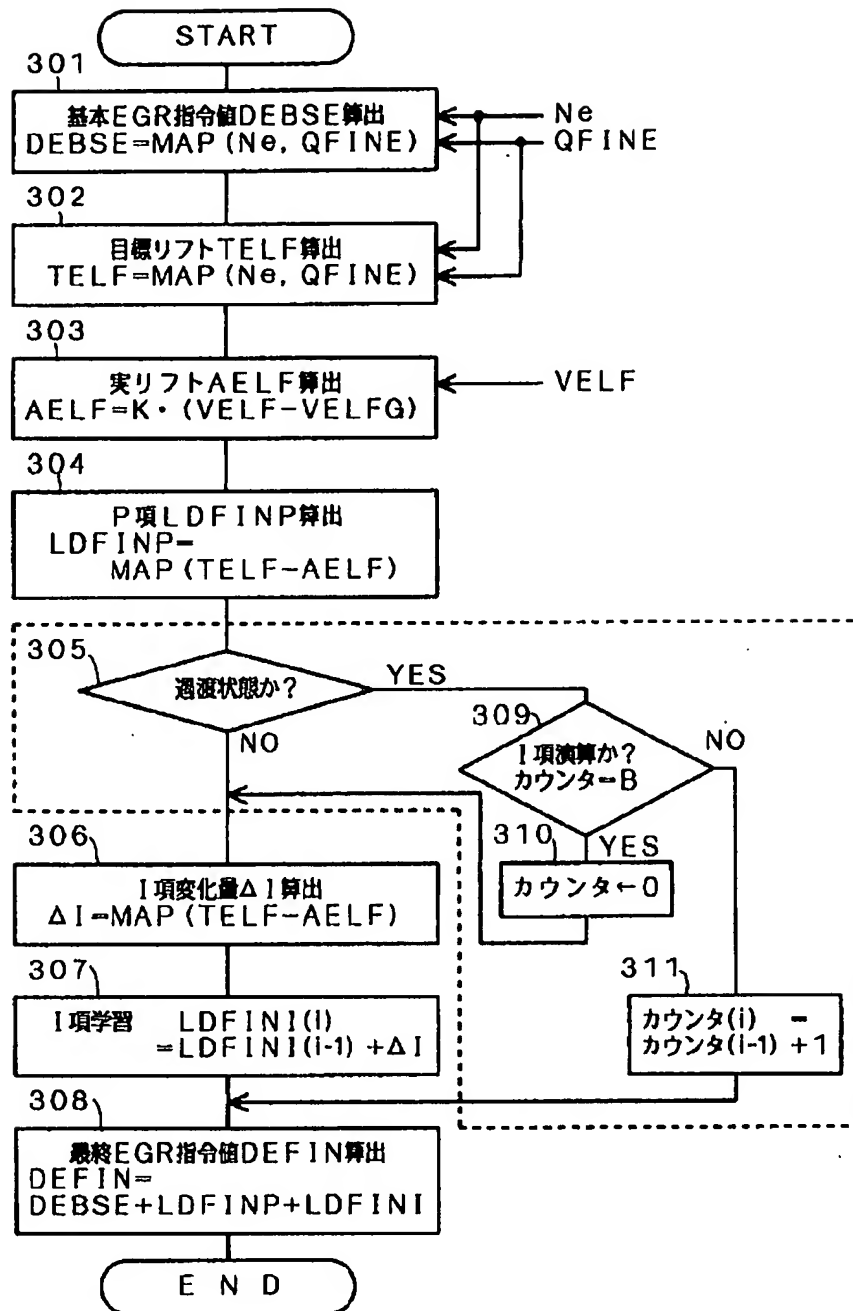 START
301
基本EGR指令値DEBSE算出
DEBSE=MAP(Ne, QFINE)
Ne
QFINE
302
目標リフトTELF算出
TELF=MAP(Ne, QFINE)
303
実リフトAELF算出
AELF=K・(VELF-VELFG)
VELF
304
P項LDFINP算出
LDFINP=
MAP(TELF-AELF)
305
過渡状態か?
YES
NO
309
I項演算か?
カウンタ=B
NO
YES
310
カウンタ←0
306
I項変化量ΔI算出
ΔI=MAP(TELF-AELF)
307
I項学習 LDFINI(i)
=LDFINI(i-1) +ΔI
311
カウンタ(i) =
カウンタ(i-1) +1
308
最終EGR指令値DEFIN算出
DEFIN=
DEBSE+LDFINP+LDFINI
END